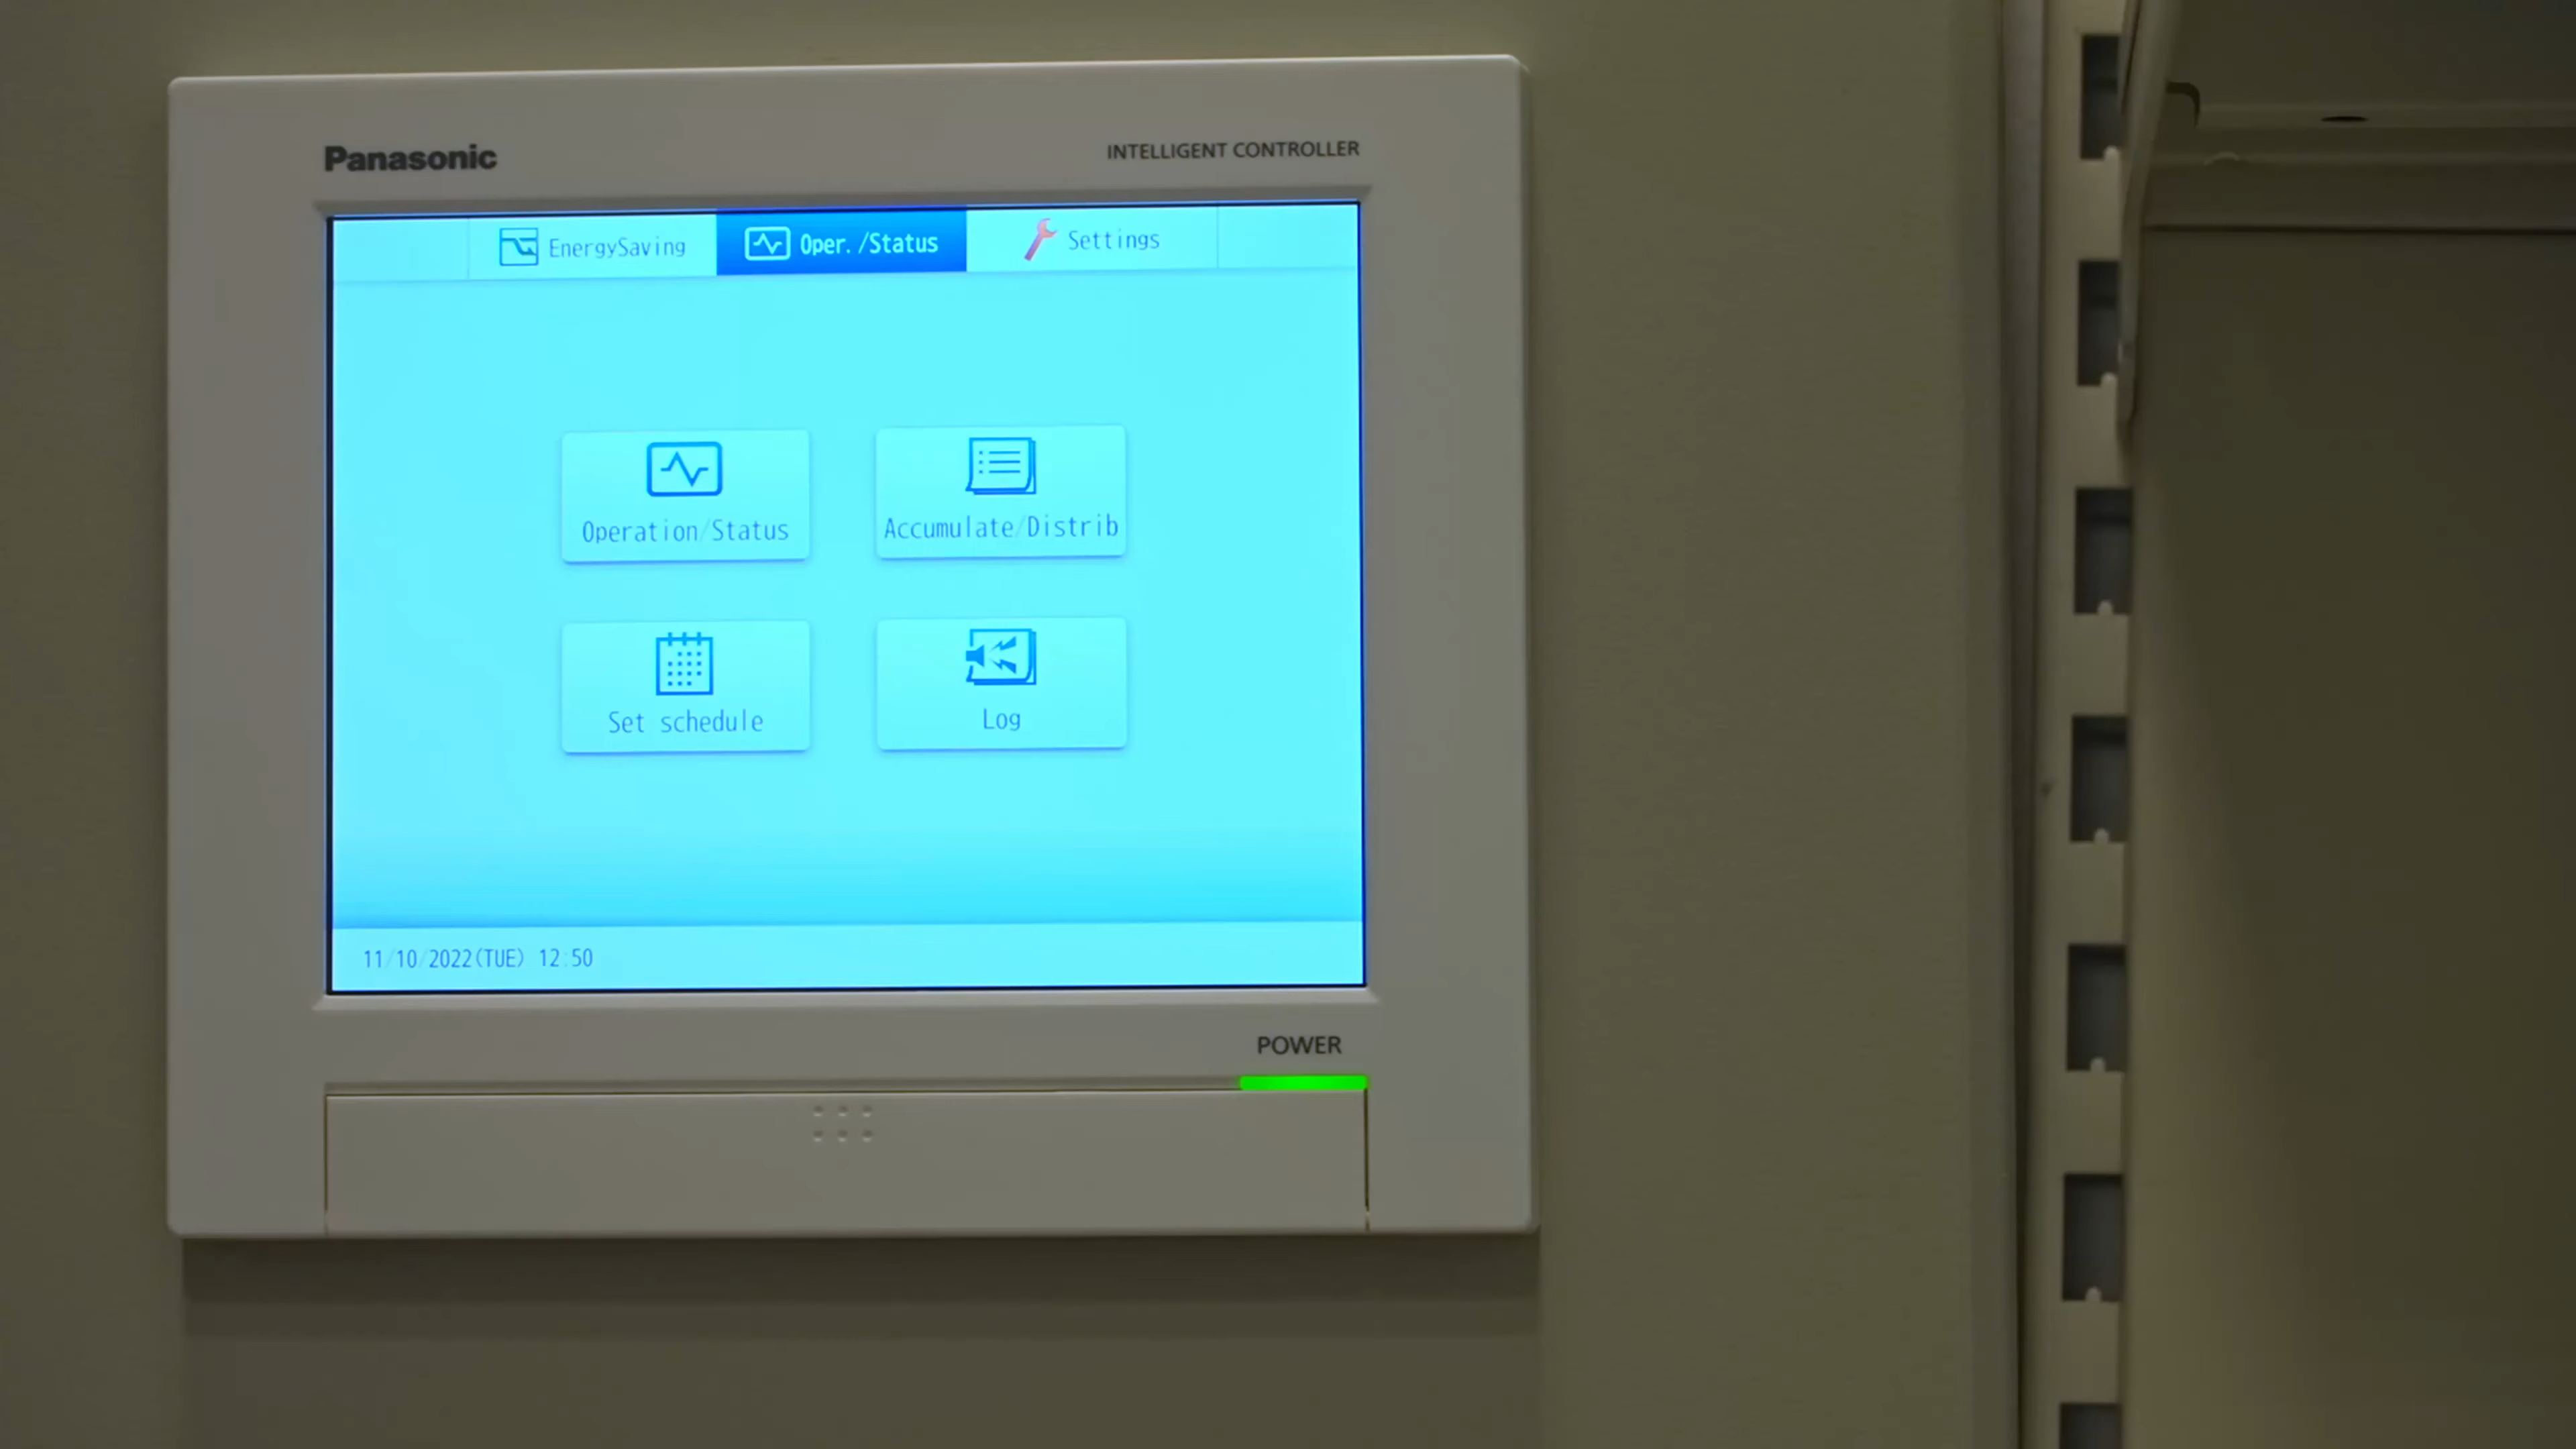 Panasonic
INTELLIGENT CONTROLLER
EnergySaving
Oper./Status
Settings
Operation/Status
Accumulate/Distrib
Set schedule
Log
11/10/2022(TUE) 12:50
POWER